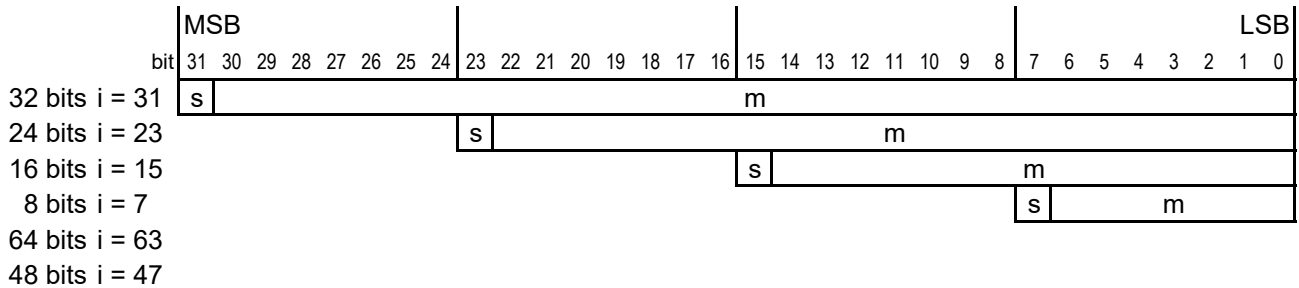 MSB LSB
bit 31 30 29 28 27 26 25 24 23 22 21 20 19 18 17 16 15 14 13 12 11 10 9 8 7 6 5 4 3 2 1 0
32 bits i = 31 s m
24 bits i = 23 s m
16 bits i = 15 s m
8 bits i = 7 s m
64 bits i = 63
48 bits i = 47